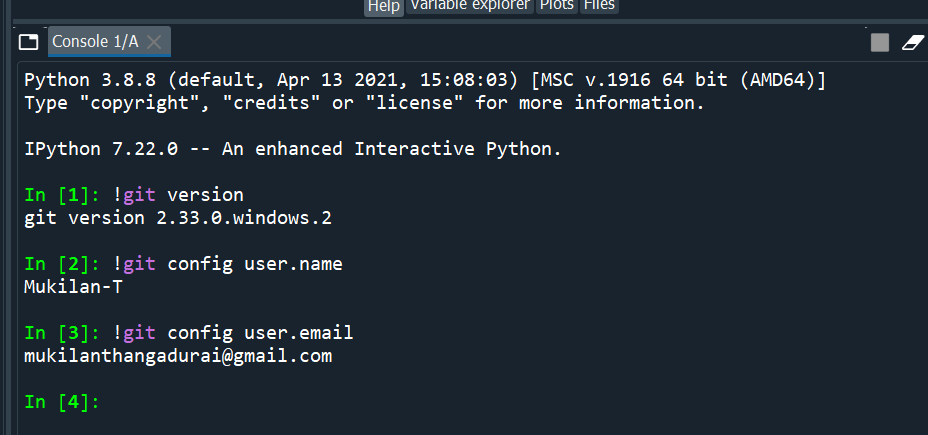 Help Variable explorer Plots Files
Console 1/A
Python 3.8.8 (default, Apr 13 2021, 15:08:03) [MSC v.1916 64 bit (AMD64)]
Type "copyright", "credits" or "license" for more information.
IPython 7.22.0 -- An enhanced Interactive Python.
In [1]: !git version
git version 2.33.0.windows.2
In [2]: !git config user.name
Mukilan-T
In [3]: !git config user.email
mukilanthangadurai@gmail.com
In [4]: